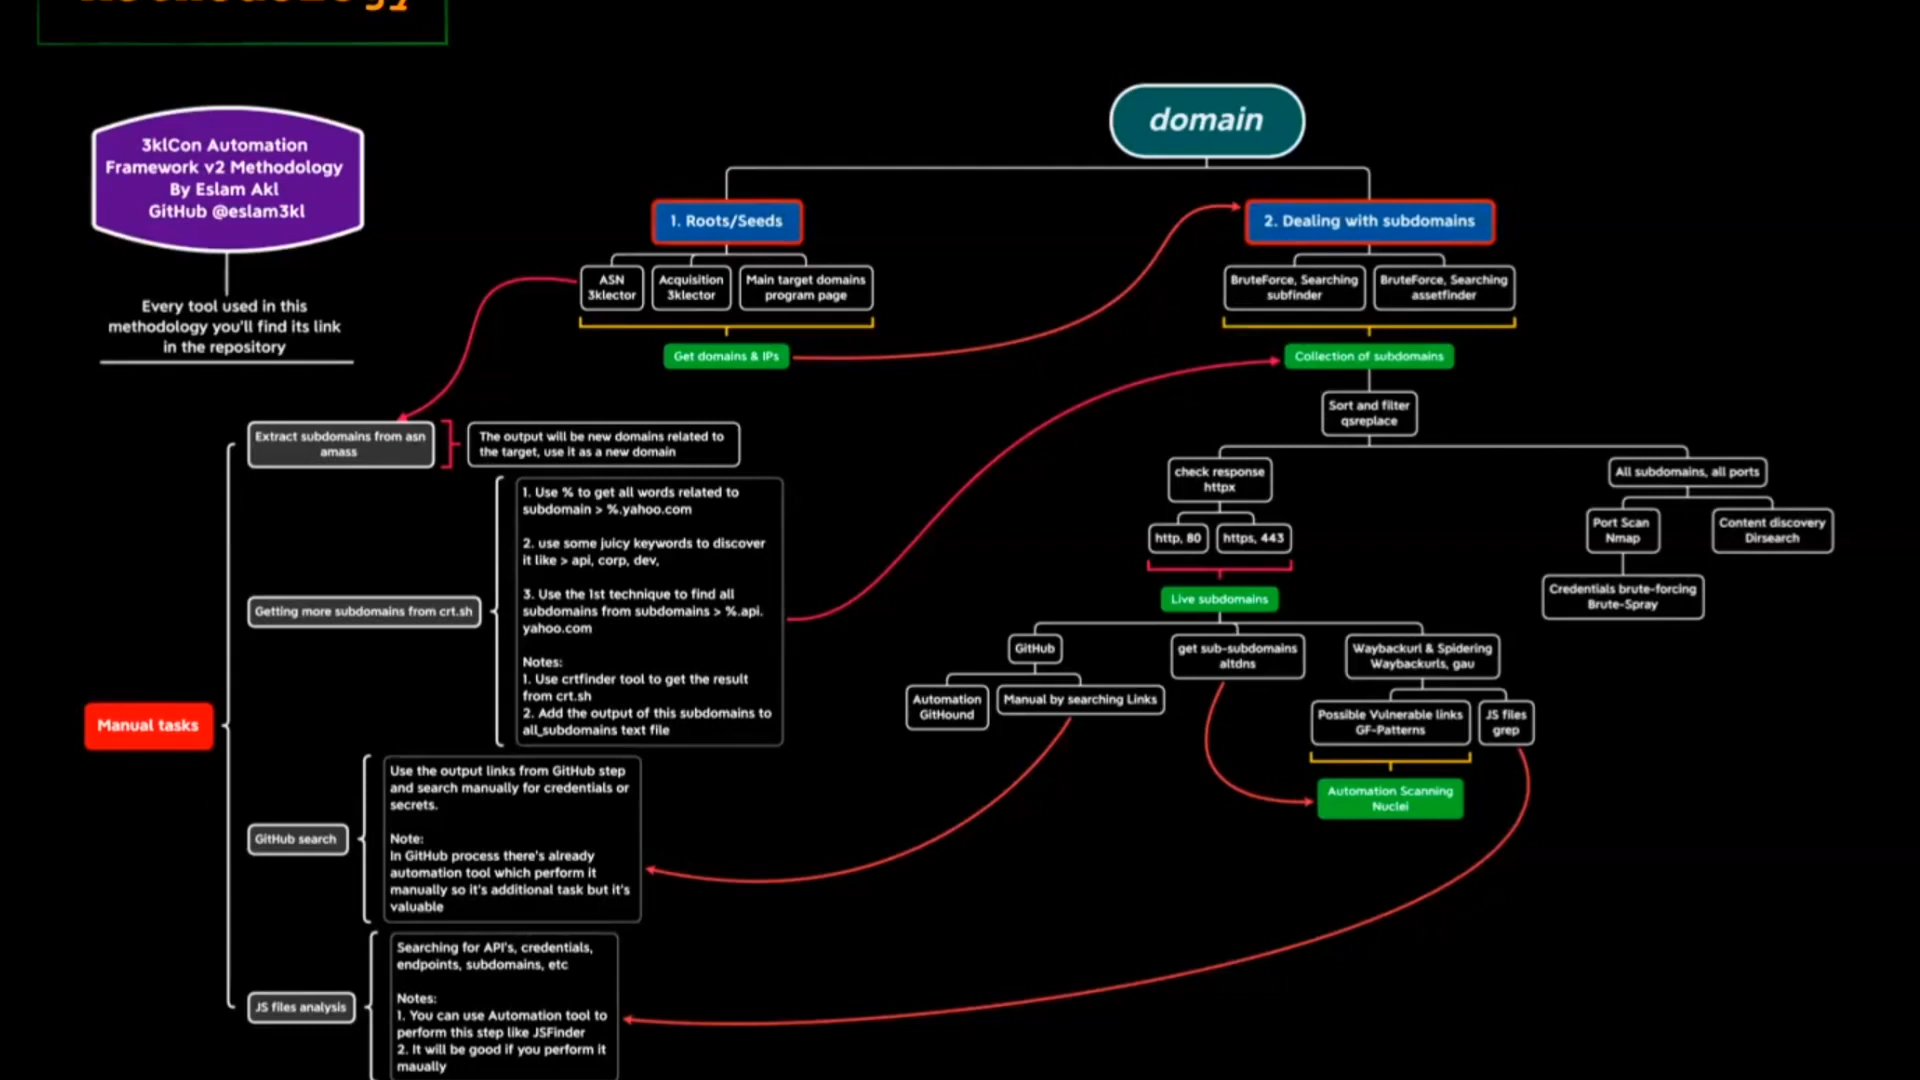 3klCon Automation
Framework v2 Methodology
By Eslam Akl
GitHub @eslam3kl
Every tool used in this
methodology you'll find its link
in the repository
domain
1. Roots/Seeds
2. Dealing with subdomains
ASN
3klector
Acquisition
3klector
Main target domains
program page
BruteForce, Searching
subfinder
BruteForce, Searching
assetfinder
Get domains & IPs
Collection of subdomains
Sort and filter
qsreplace
check response
httpx
All subdomains, all ports
http, 80
https, 443
Port Scan
Nmap
Content discovery
Dirsearch
Credentials brute-forcing
Brute-Spray
Live subdomains
GitHub
get sub-subdomains
altdns
Waybackurl & Spidering
Waybackurls, gau
Automation
GitHound
Manual by searching Links
Possible Vulnerable links
GF-Patterns
JS files
grep
Automation Scanning
Nuclei
Manual tasks
Extract subdomains from asn
amass
The output will be new domains related to
the target, use it as a new domain
Getting more subdomains from crt.sh
1. Use % to get all words related to
subdomain > %.yahoo.com
2. use some juicy keywords to discover
it like > api, corp, dev,
3. Use the 1st technique to find all
subdomains from subdomains > %.api.
yahoo.com
Notes:
1. Use crtfinder tool to get the result
from crt.sh
2. Add the output of this subdomains to
all_subdomains text file
GitHub search
Use the output links from GitHub step
and search manually for credentials or
secrets.
Note:
In GitHub process there's already
automation tool which perform it
manually so it's additional task but it's
valuable
JS files analysis
Searching for API's, credentials,
endpoints, subdomains, etc
Notes:
1. You can use Automation tool to
perform this step like JSFinder
2. It will be good if you perform it
maually